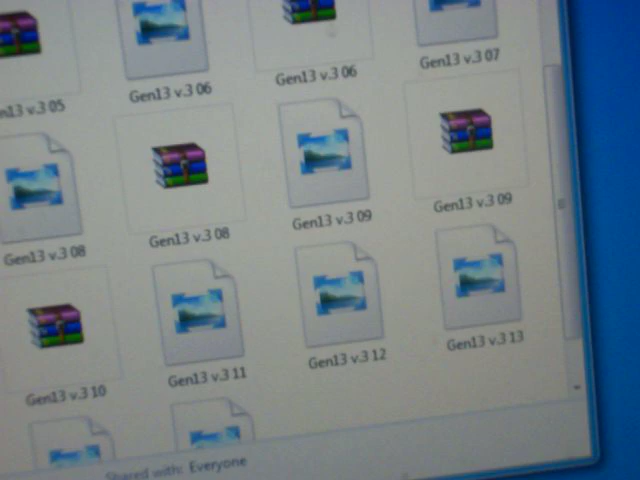 Gen13 v.3 05
Gen13 v.3 06
Gen13 v.3 06
Gen13 v.3 07
Gen13 v.3 08
Gen13 v.3 08
Gen13 v.3 09
Gen13 v.3 09
Gen13 v.3 10
Gen13 v.3 11
Gen13 v.3 12
Gen13 v.3 13
Shared with: Everyone